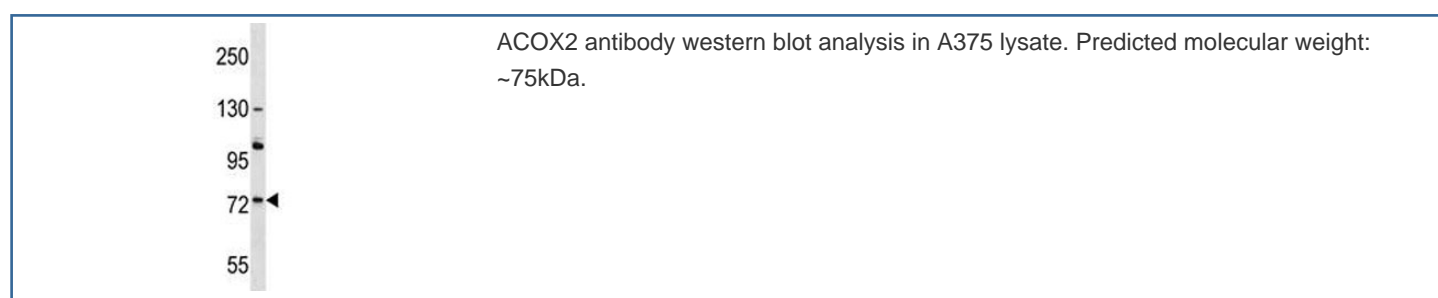 250
130
95
72
55
ACOX2 antibody western blot analysis in A375 lysate. Predicted molecular weight:
~75kDa.